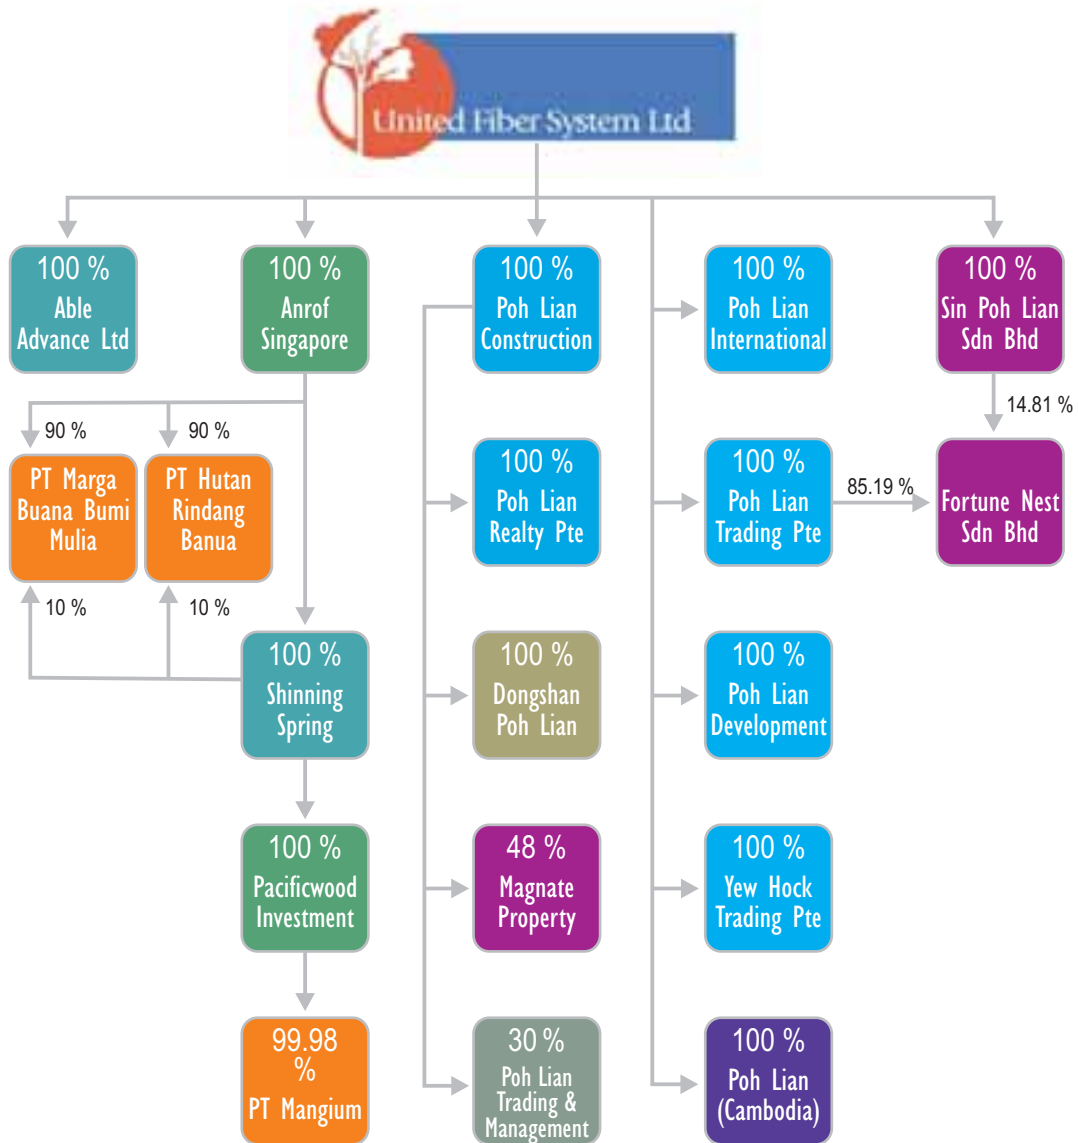 United Fiber System Ltd
100 %
Able
Advance Ltd
100 %
Anrof
Singapore
100 %
Poh Lian
Construction
100 %
Poh Lian
International
100 %
Sin Poh Lian
Sdn Bhd
90 %
90 %
14.81 %
PT Marga
Buana Bumi
Mulia
PT Hutan
Rindang
Banua
100 %
Poh Lian
Realty Pte
100 %
Poh Lian
Trading Pte
85.19 %
Fortune Nest
Sdn Bhd
10 %
10 %
100 %
Shinning
Spring
100 %
Dongshan
Poh Lian
100 %
Poh Lian
Development
100 %
Pacificwood
Investment
48 %
Magnate
Property
100 %
Yew Hock
Trading Pte
99.98
%
PT Mangium
30 %
Poh Lian
Trading &
Management
100 %
Poh Lian
(Cambodia)